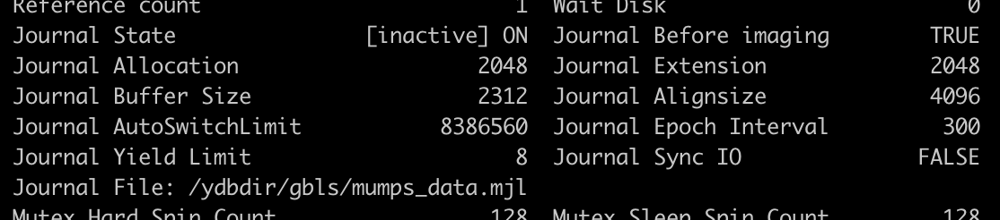 Reference count 1 Wait Disk 0
Journal State [inactive] ON Journal Before imaging TRUE
Journal Allocation 2048 Journal Extension 2048
Journal Buffer Size 2312 Journal Alignsize 4096
Journal AutoSwitchLimit 8386560 Journal Epoch Interval 300
Journal Yield Limit 8 Journal Sync IO FALSE
Journal File: /ydbdir/gbls/mumps_data.mjl
Mutex Hard Spin Count 128 Mutex Sleep Spin Count 128